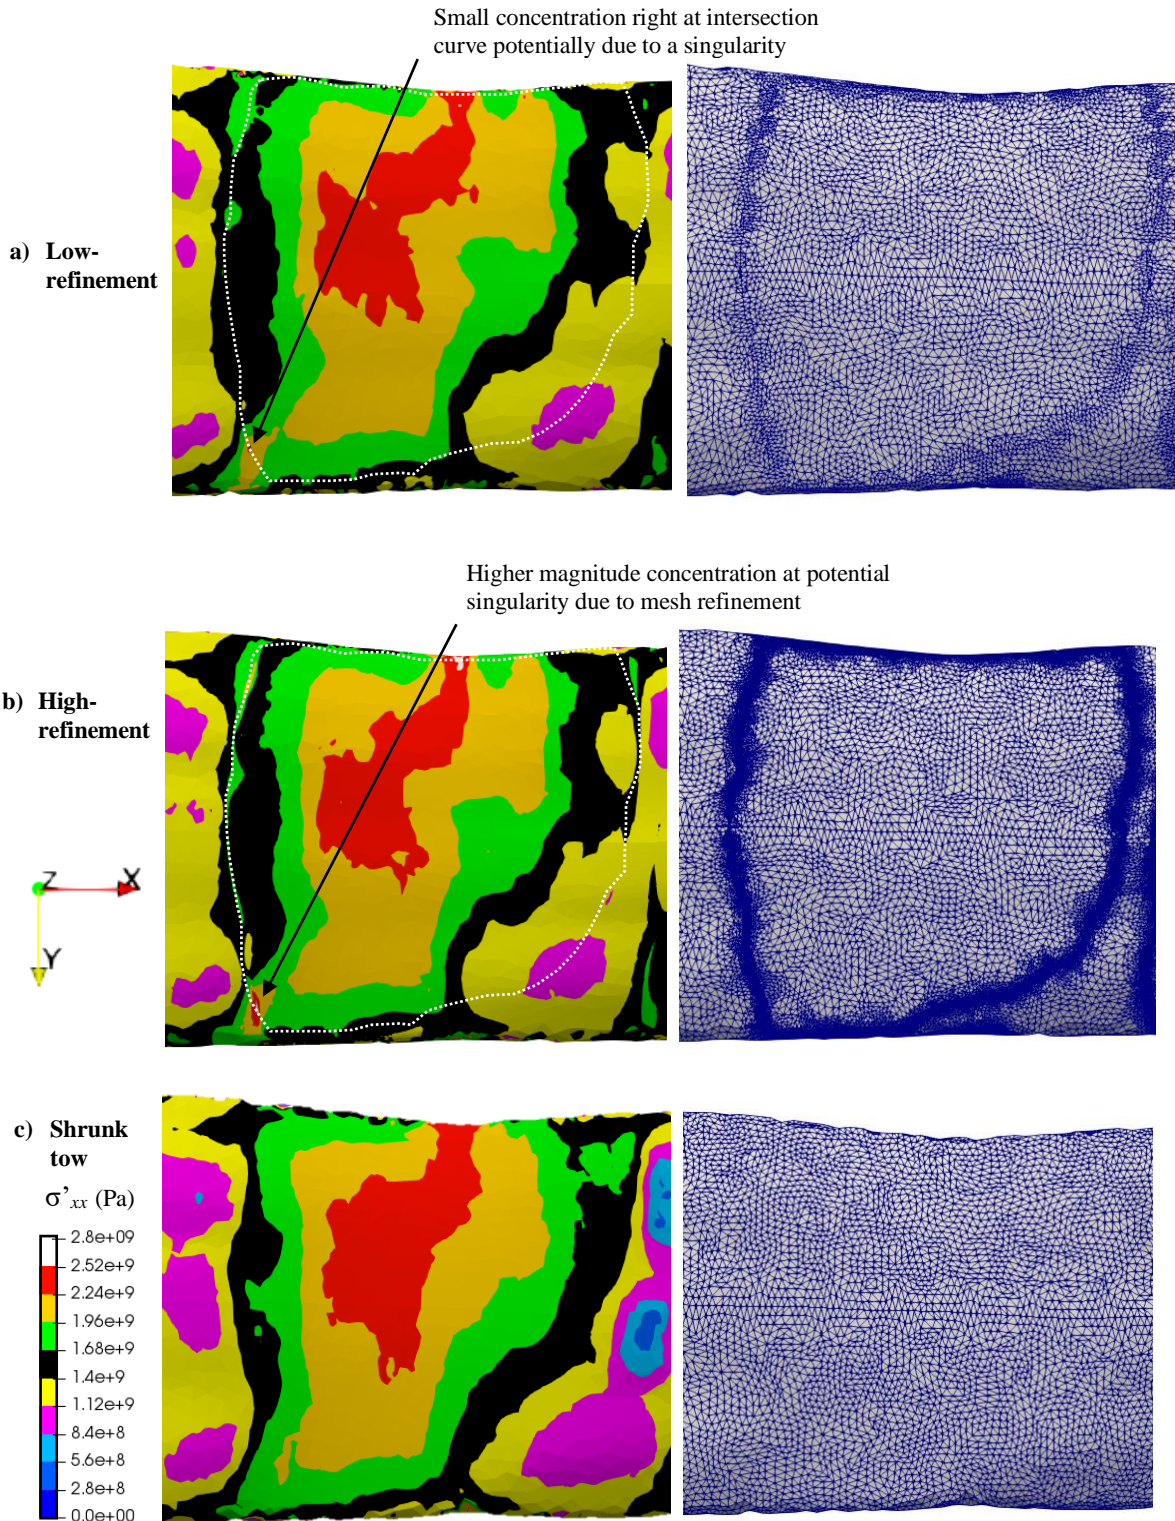 Small concentration right at intersection
curve potentially due to a singularity
a) Low-
refinement
Higher magnitude concentration at potential
singularity due to mesh refinement
b) High-
refinement
Z X
Y
c) Shrunk
tow
σ’xx (Pa)
2.8e+09
2.52e+9
2.24e+9
1.96e+9
1.68e+9
1.4e+9
1.12e+9
8.4e+8
5.6e+8
2.8e+8
0.0e+00